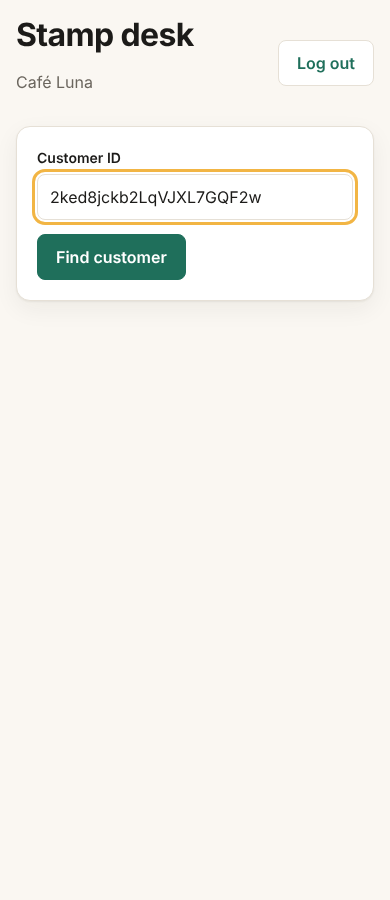 Stamp desk
Café Luna
Log out
Customer ID
2ked8jckb2LqVJXL7GQF2w
Find customer